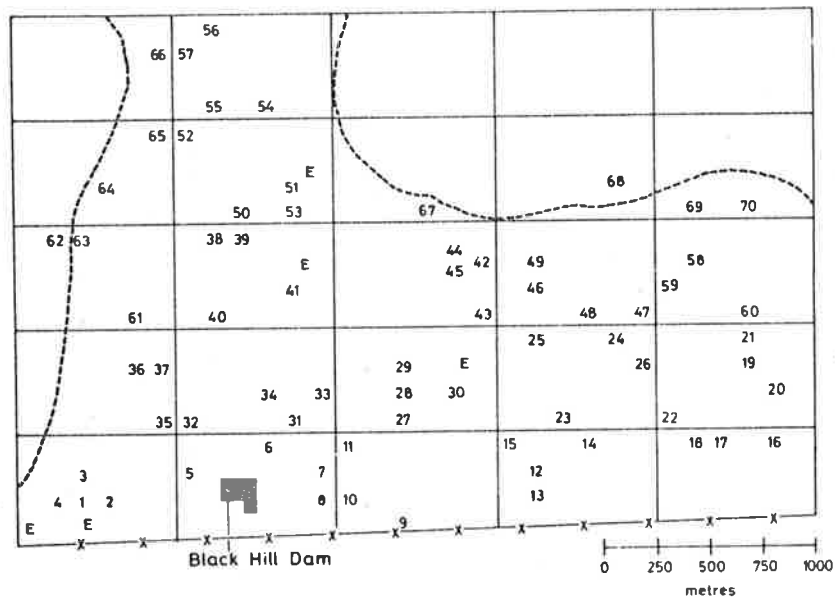 56
66 57
55 54
65 52
E
51
64
68
50 53 67 69 70
62 63 38 39
44
42 49 58
E 45
41 46 59
61 40 43 48 47 60
25 24 21
36 37 29 E 26 19
34 33 28 30 20
35 32 31 27 23 22
6 11 15 14 18 17 16
3 5 7 12
4 1 2 8 10 13
E E 9
x x x x x x x x x x x x
Black Hill Dam
0 250 500 750 1000
metres